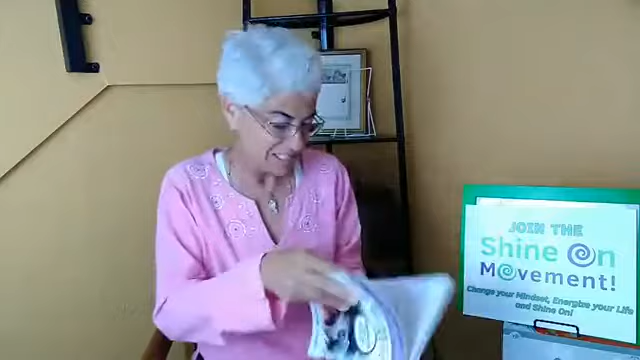 JOIN THE
Shine On
Movement!
Change your Mindset, Energize your Life,
and Shine On!